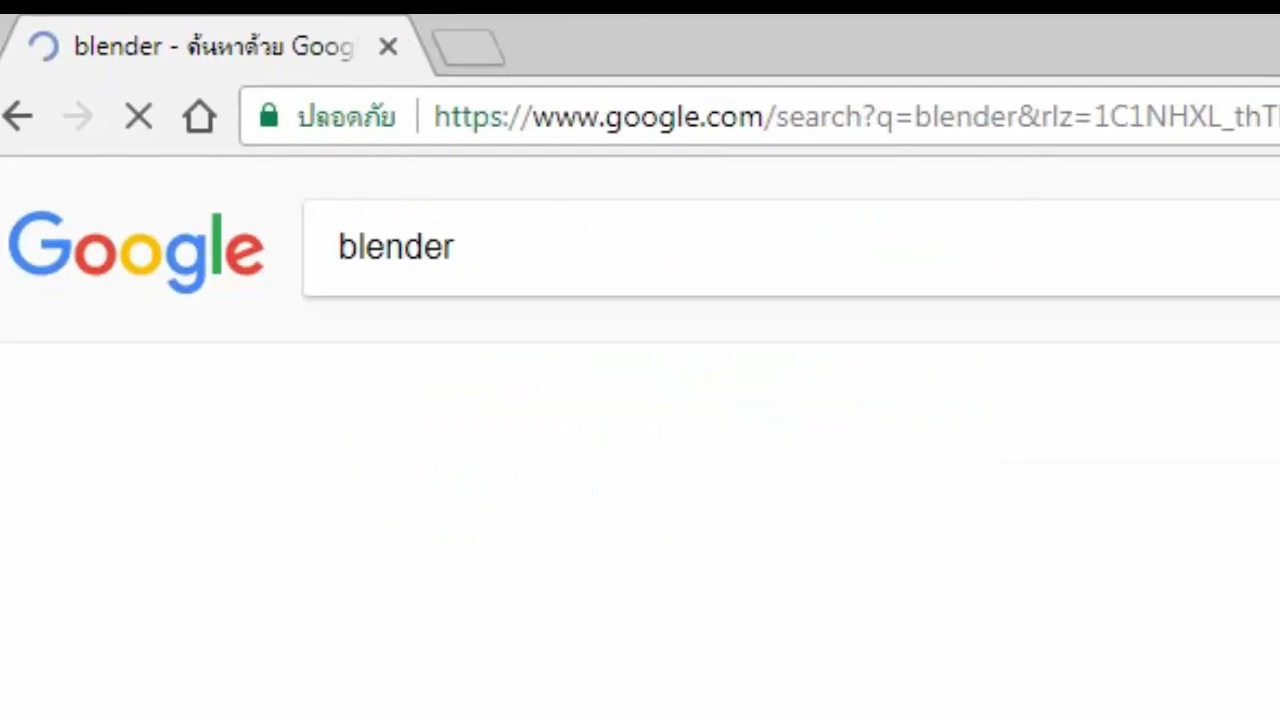 blender - ค้นหาด้วย Goog
ปลอดภัย https://www.google.com/search?q=blender&rlz=1C1NHXL_thT
Google
blender